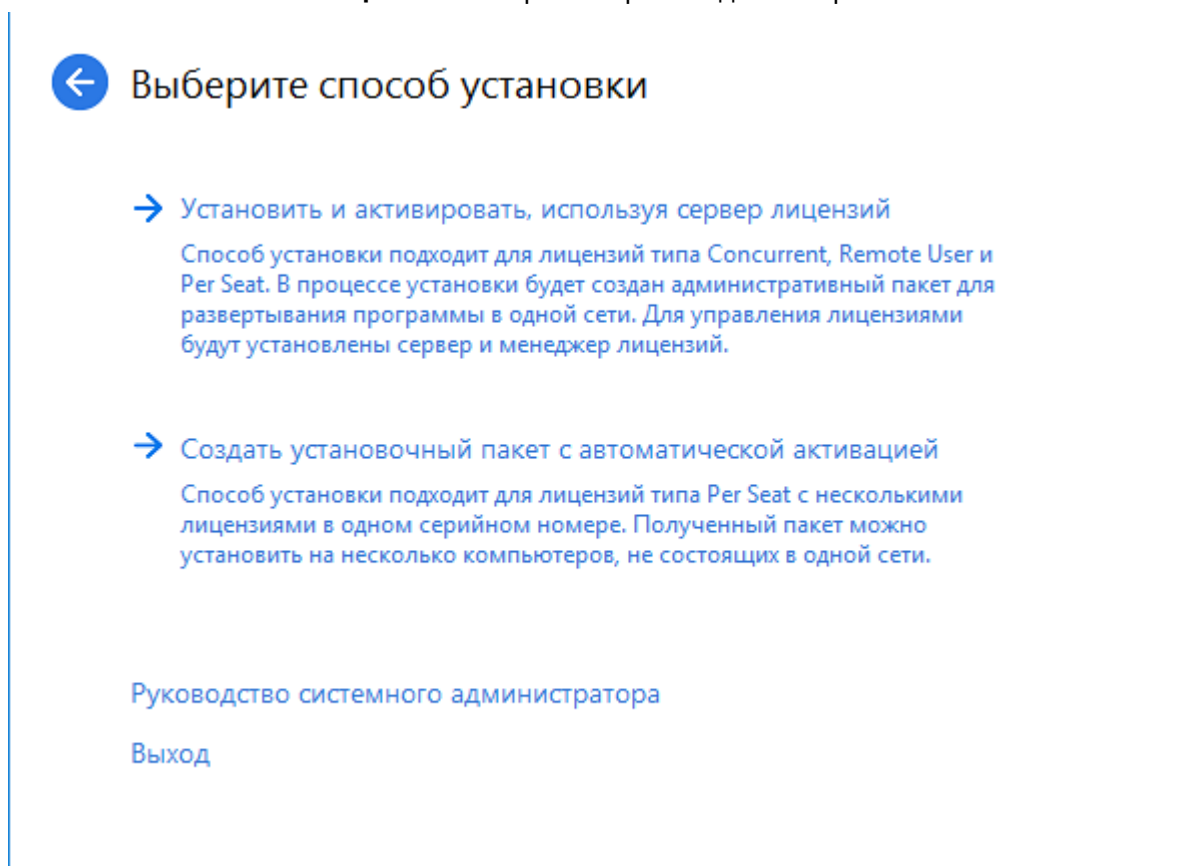 Выберите способ установки
Установить и активировать, используя сервер лицензий
Способ установки подходит для лицензий типа Concurrent, Remote User и
Per Seat. В процессе установки будет создан административный пакет для
развертывания программы в одной сети. Для управления лицензиями
будут установлены сервер и менеджер лицензий.
Создать установочный пакет с автоматической активацией
Способ установки подходит для лицензий типа Per Seat с несколькими
лицензиями в одном серийном номере. Полученный пакет можно
установить на несколько компьютеров, не состоящих в одной сети.
Руководство системного администратора
Выход